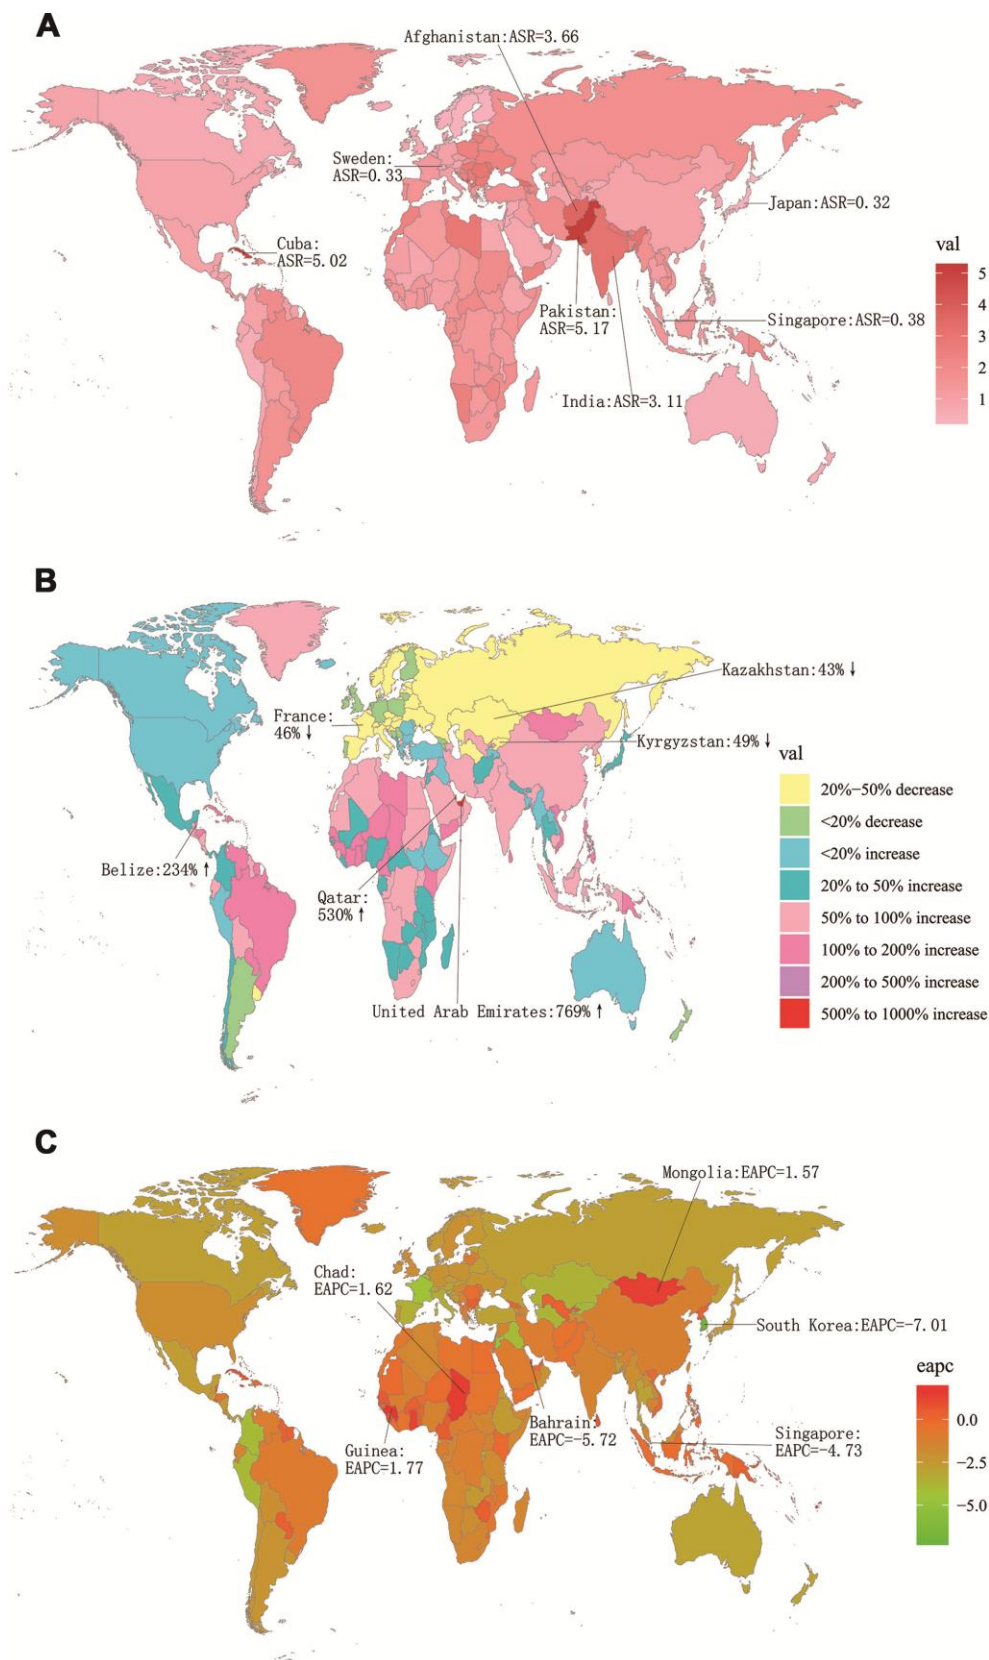 A
Afghanistan:ASR=3.66
Sweden:
ASR=0.33
Japan:ASR=0.32
Cuba:
ASR=5.02
Pakistan:
ASR=5.17
Singapore:ASR=0.38
India:ASR=3.11
val
5
4
3
2
1
B
Kazakhstan:43% ↓
France:
46% ↓
Kyrgyzstan:49% ↓
Belize:234% ↑
Qatar:
530% ↑
United Arab Emirates:769% ↑
val
20%−50% decrease
<20% decrease
<20% increase
20% to 50% increase
50% to 100% increase
100% to 200% increase
200% to 500% increase
500% to 1000% increase
C
Mongolia:EAPC=1.57
Chad:
EAPC=1.62
South Korea:EAPC=−7.01
Bahrain:
EAPC=−5.72
Singapore:
EAPC=−4.73
Guinea:
EAPC=1.77
eapc
0.0
−2.5
−5.0